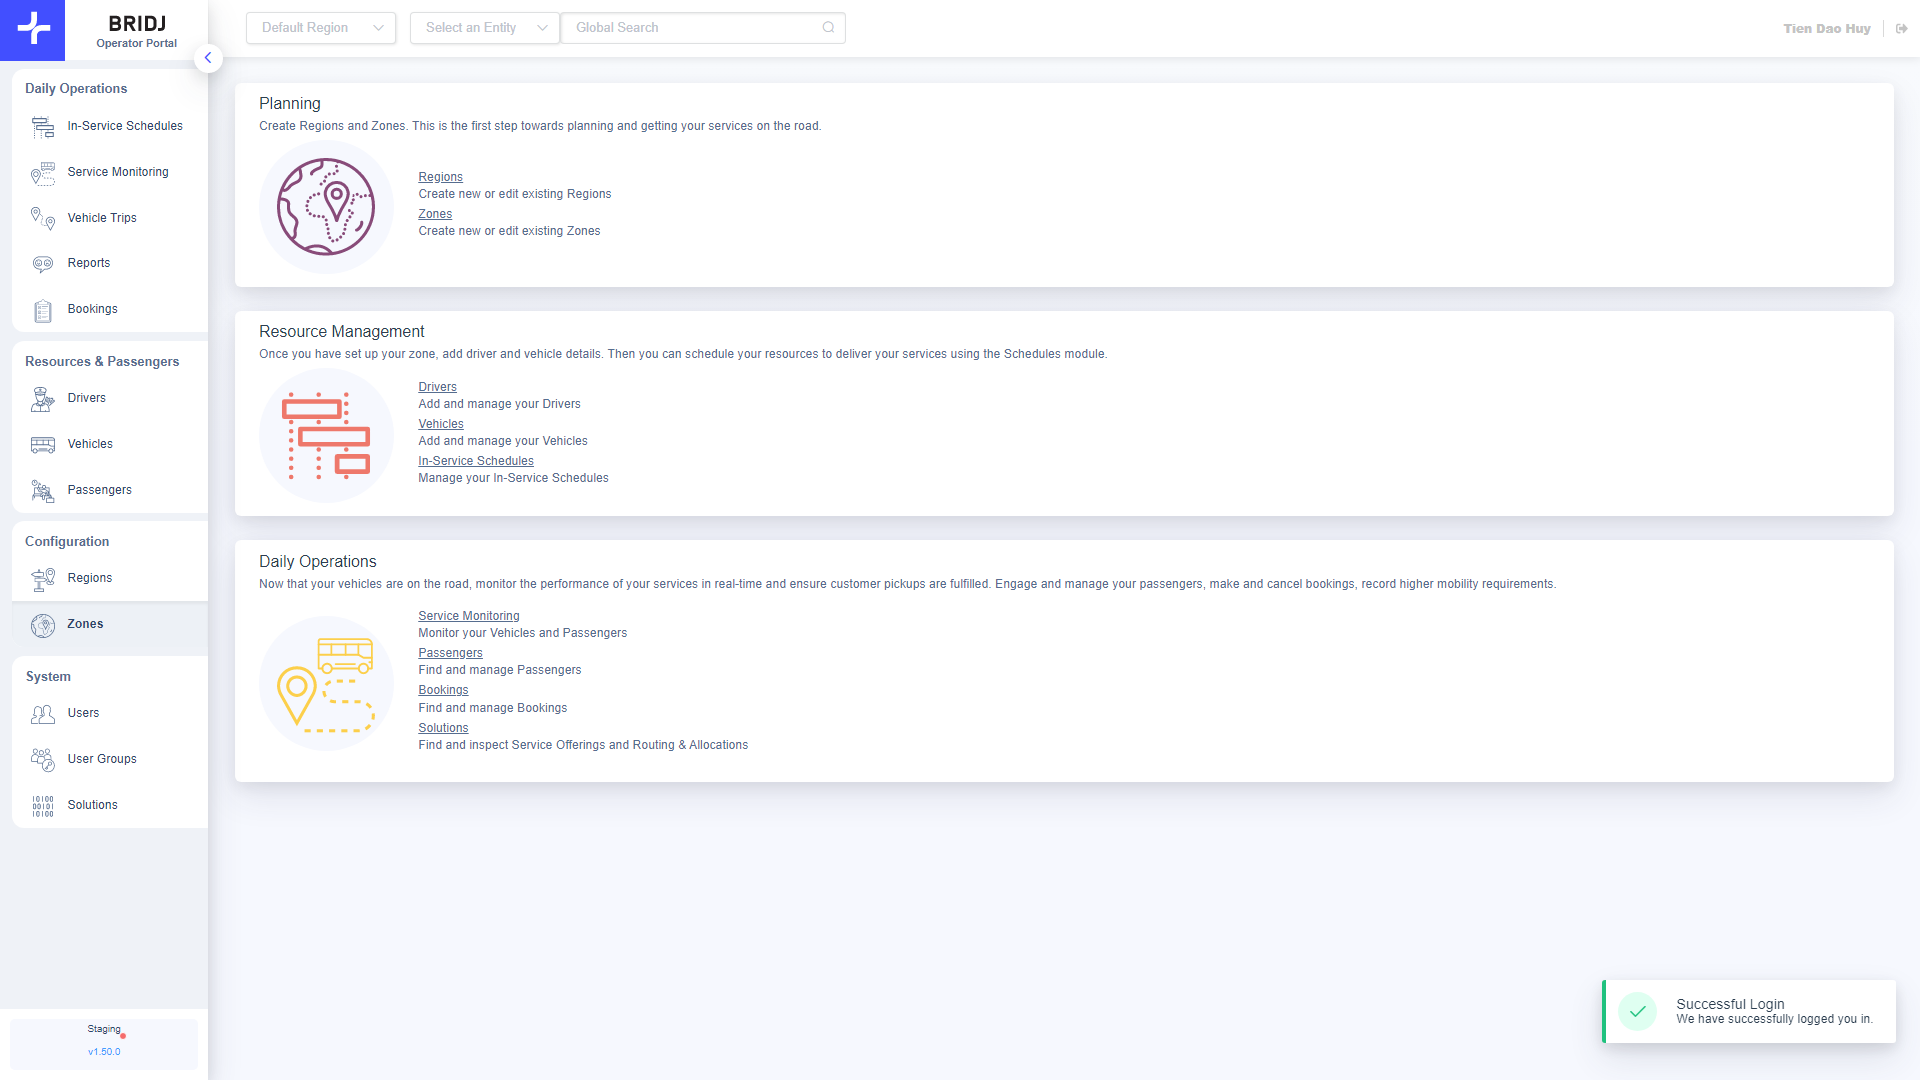 BRIDJ
Operator Portal
Default Region
Select an Entity
Global Search
Tien Dao Huy
Daily Operations
In-Service Schedules
Service Monitoring
Vehicle Trips
Reports
Bookings
Resources & Passengers
Drivers
Vehicles
Passengers
Configuration
Regions
Zones
System
Users
User Groups
10100
00101
10100
Solutions
Staging
v1.50.0
Planning
Create Regions and Zones. This is the first step towards planning and getting your services on the road.
Regions
Create new or edit existing Regions
Zones
Create new or edit existing Zones
Resource Management
Once you have set up your zone, add driver and vehicle details. Then you can schedule your resources to deliver your services using the Schedules module.
Drivers
Add and manage your Drivers
Vehicles
Add and manage your Vehicles
In-Service Schedules
Manage your In-Service Schedules
Daily Operations
Now that your vehicles are on the road, monitor the performance of your services in real-time and ensure customer pickups are fulfilled. Engage and manage your passengers, make and cancel bookings, record higher mobility requirements.
Service Monitoring
Monitor your Vehicles and Passengers
Passengers
Find and manage Passengers
Bookings
Find and manage Bookings
Solutions
Find and inspect Service Offerings and Routing & Allocations
Successful Login
We have successfully logged you in.